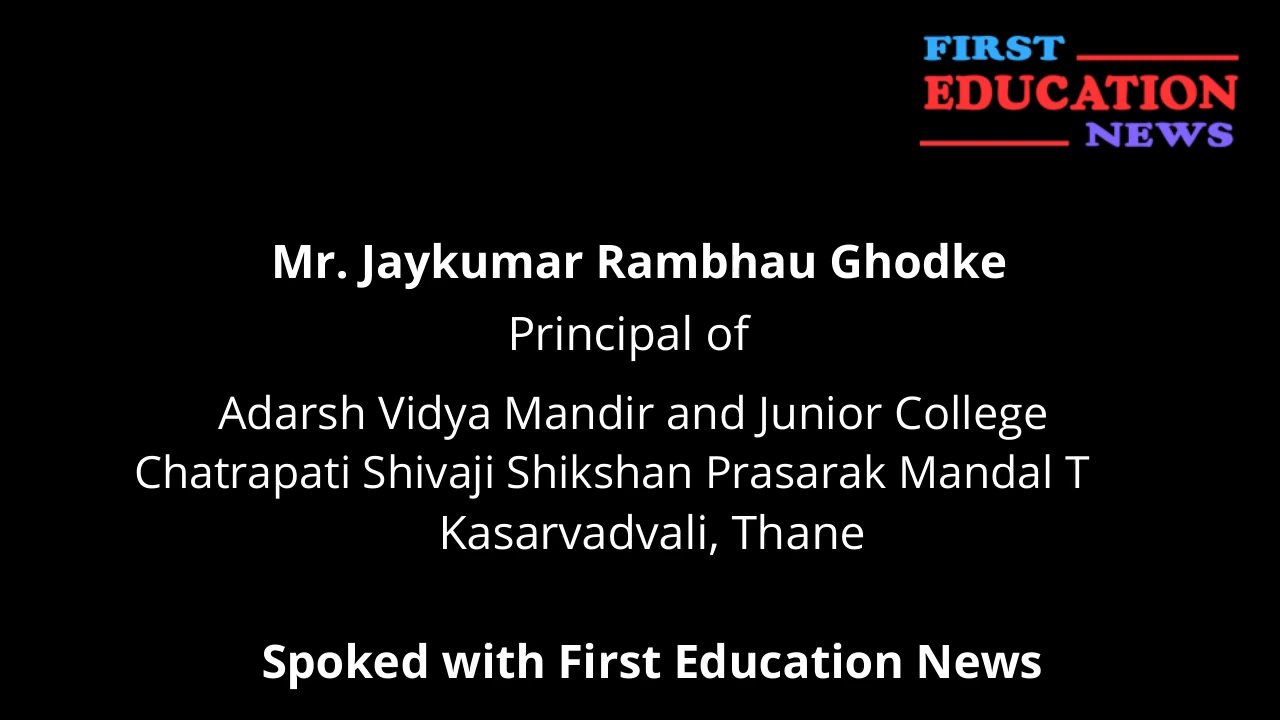 FIRST
EDUCATION
NEWS
Mr. Jaykumar Rambhau Ghodke
Principal of
Adarsh Vidya Mandir and Junior College
Chatrapati Shivaji Shikshan Prasarak Mandal T
Kasarvadvali, Thane
Spoked with First Education News